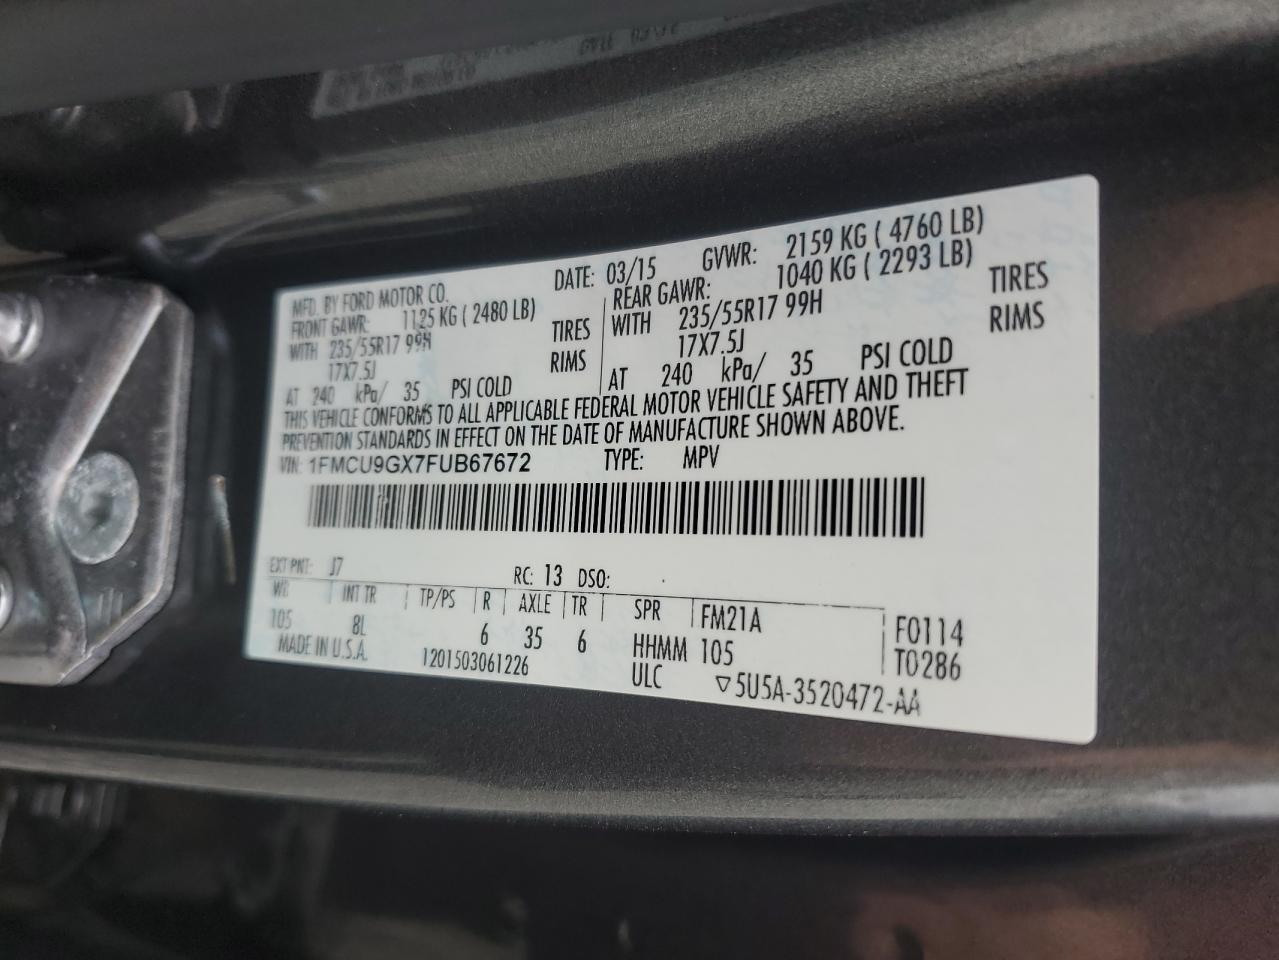 MFD. BY FORD MOTOR CO. DATE: 03/15 GVWR: 2159 KG ( 4760 LB)
FRONT GAWR: 1125 KG ( 2480 LB) REAR GAWR: 1040 KG ( 2293 LB)
WITH 235/55R17 99H TIRES WITH 235/55R17 99H TIRES
17X7.5J RIMS 17X7.5J RIMS
AT 240 kPa/ 35 PSI COLD AT 240 kPa/ 35 PSI COLD
THIS VEHICLE CONFORMS TO ALL APPLICABLE FEDERAL MOTOR VEHICLE SAFETY AND THEFT
PREVENTION STANDARDS IN EFFECT ON THE DATE OF MANUFACTURE SHOWN ABOVE.
VIN: 1FMCU9GX7FUB67672 TYPE: MPV
EXT PNT: J7 RC: 13 DSO:
WB INT TR TP/PS R AXLE TR SPR FM21A F0114
105 8L 6 35 6 HHMM 105 T0286
MADE IN U.S.A. 1201503061226 ULC ▽5U5A-3520472-AA